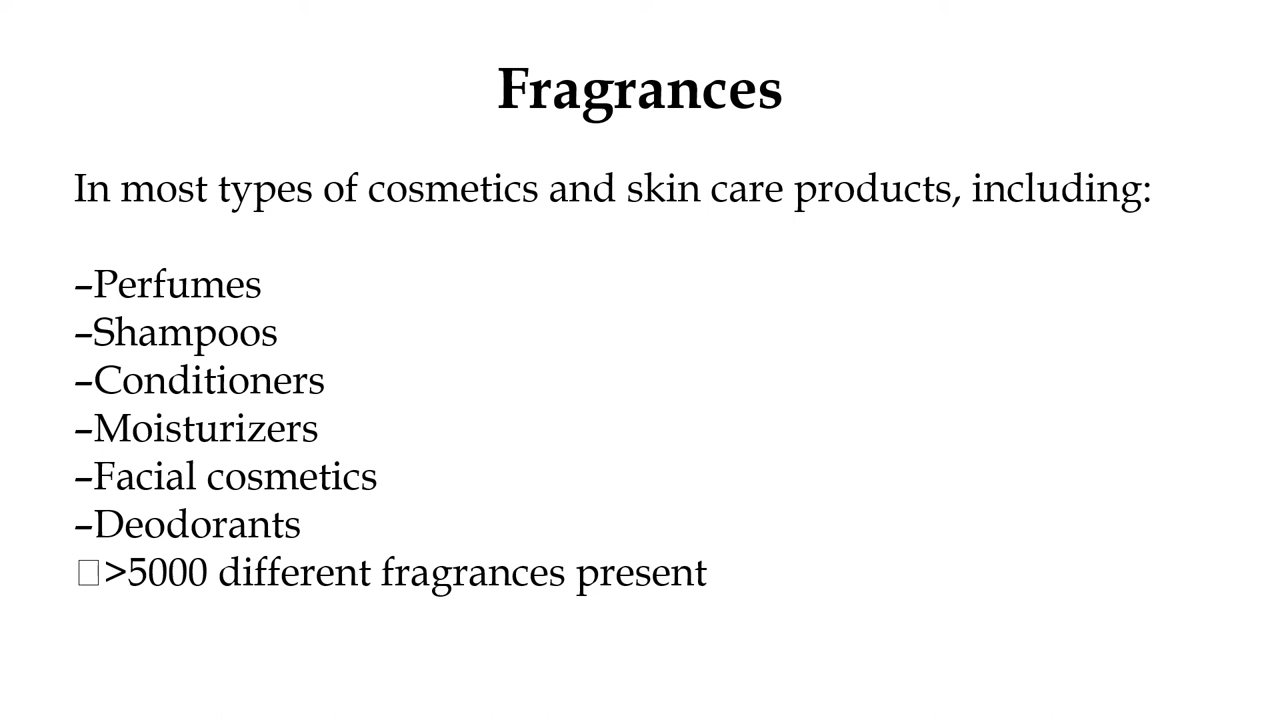 Fragrances
In most types of cosmetics and skin care products, including:
–Perfumes
–Shampoos
–Conditioners
–Moisturizers
–Facial cosmetics
–Deodorants
□>5000 different fragrances present